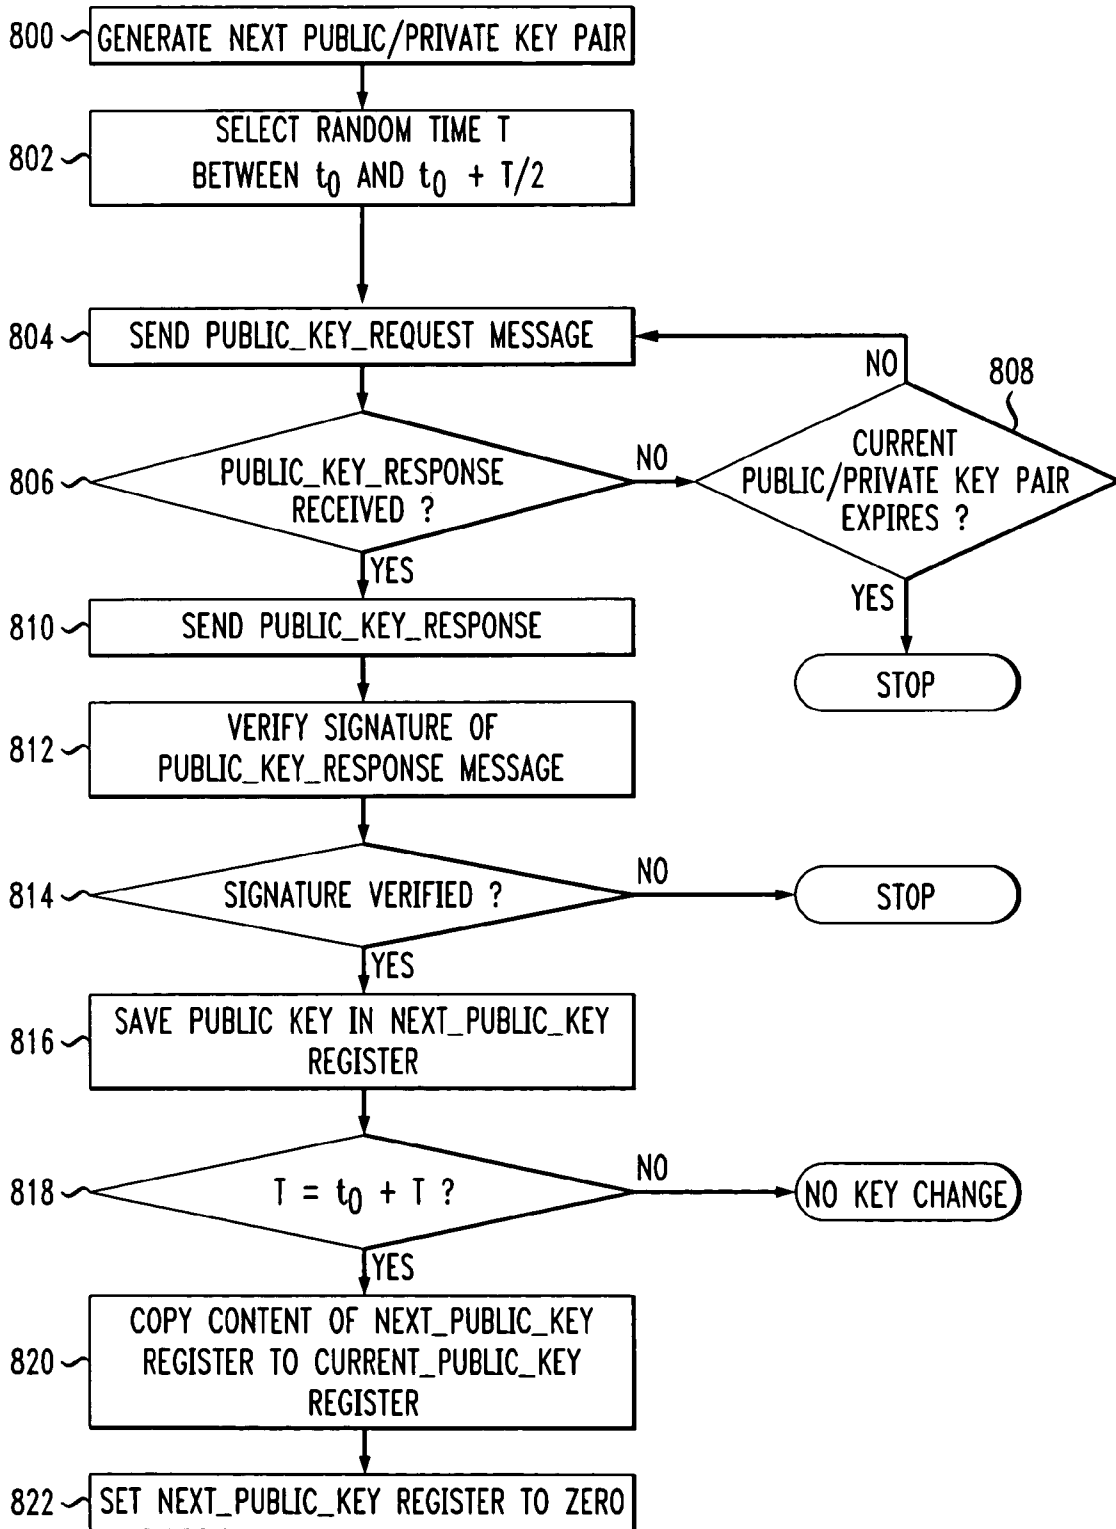 800
GENERATE NEXT PUBLIC/PRIVATE KEY PAIR
802
SELECT RANDOM TIME T
BETWEEN t0 AND t0 + T/2
804
SEND PUBLIC_KEY_REQUEST MESSAGE
NO
808
806
PUBLIC_KEY_RESPONSE
RECEIVED ?
NO
CURRENT
PUBLIC/PRIVATE KEY PAIR
EXPIRES ?
YES
YES
810
SEND PUBLIC_KEY_RESPONSE
STOP
812
VERIFY SIGNATURE OF
PUBLIC_KEY_RESPONSE MESSAGE
814
SIGNATURE VERIFIED ?
NO
STOP
YES
816
SAVE PUBLIC KEY IN NEXT_PUBLIC_KEY
REGISTER
818
T = t0 + T ?
NO
NO KEY CHANGE
YES
820
COPY CONTENT OF NEXT_PUBLIC_KEY
REGISTER TO CURRENT_PUBLIC_KEY
REGISTER
822
SET NEXT_PUBLIC_KEY REGISTER TO ZERO